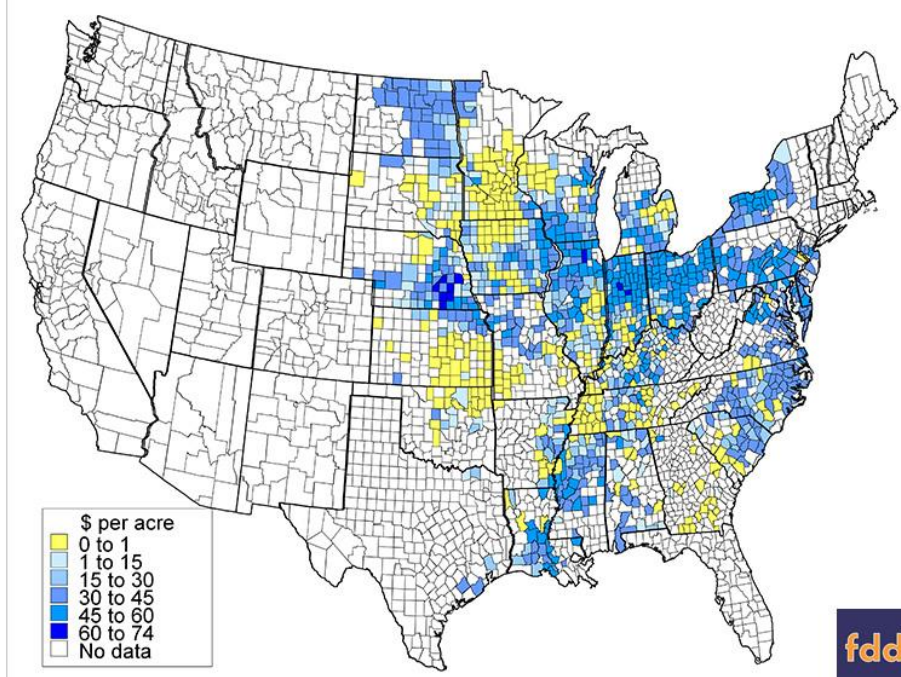 $ per acre
0 to 1
1 to 15
15 to 30
30 to 45
45 to 60
60 to 74
No data
fdd